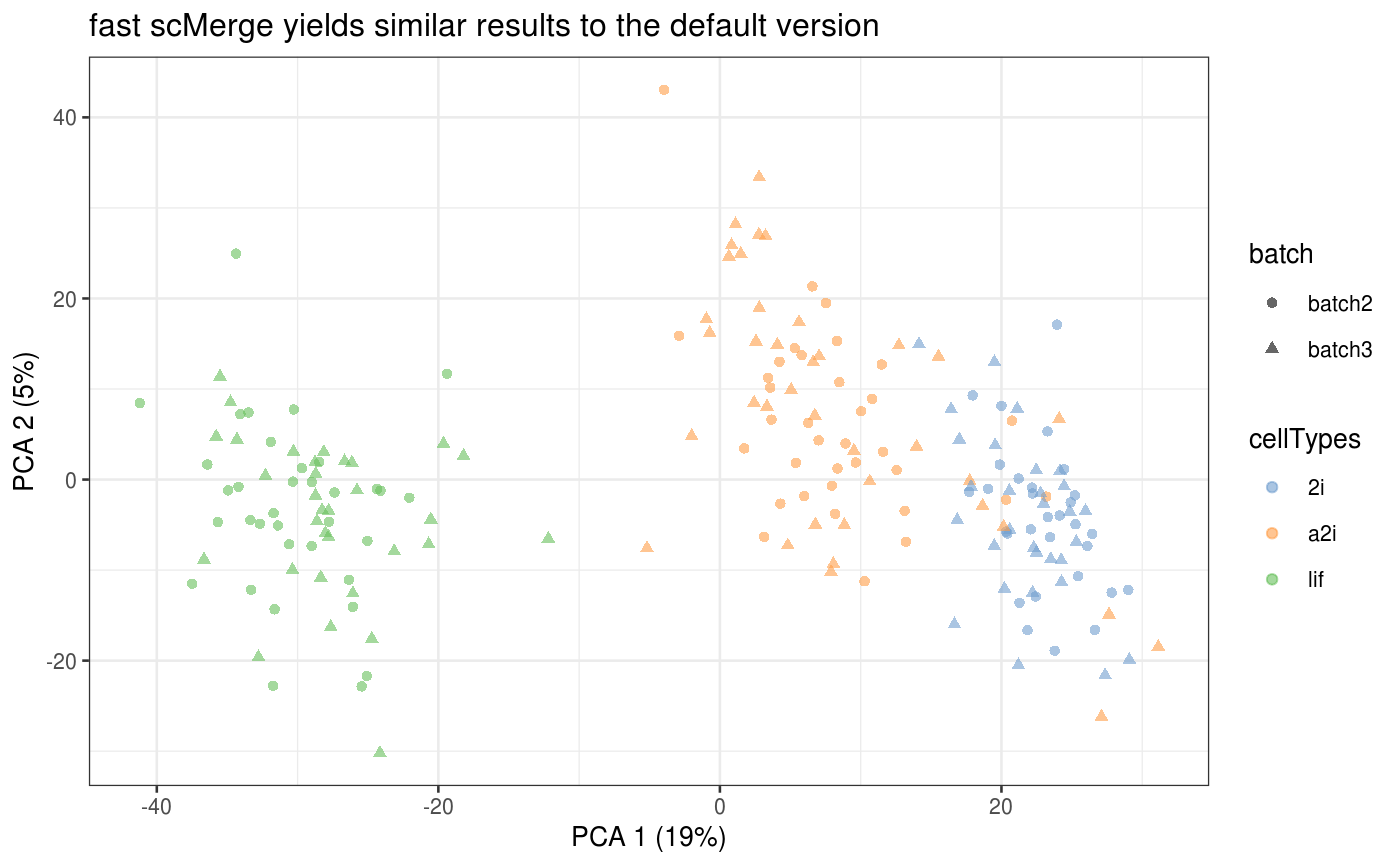 fast scMerge yields similar results to the default version
40
20
0
-20
-40
-20
0
20
PCA 2 (5%)
PCA 1 (19%)
batch
batch2
batch3
cellTypes
2i
a2i
lif